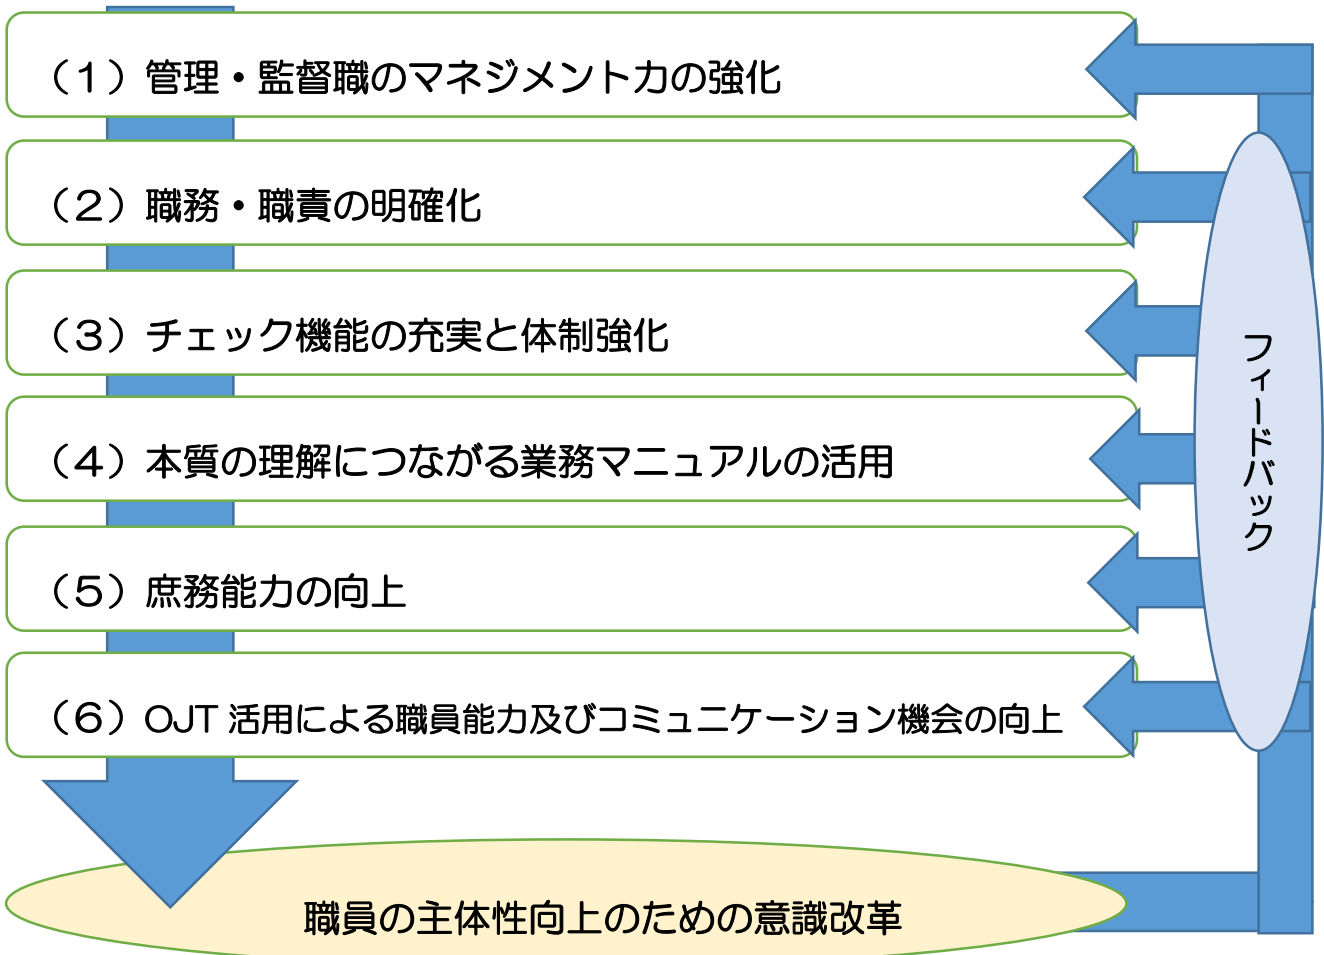 （１）管理・監督職のマネジメント力の強化
（２）職務・職責の明確化
（３）チェック機能の充実と体制強化
（４）本質の理解につながる業務マニュアルの活用
（５）庶務能力の向上
（６）OJT 活用による職員能力及びコミュニケーション機会の向上
フィードバック
職員の主体性向上のための意識改革